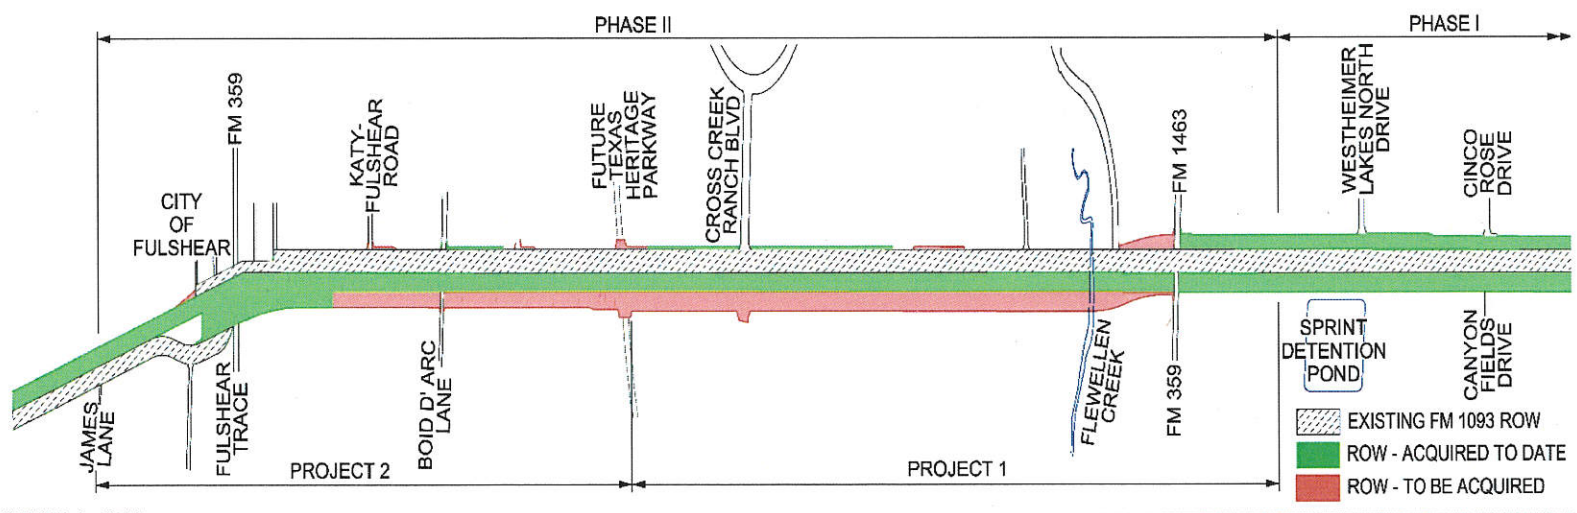 PHASE II
PHASE I
FM 359
KATY-
FULSHEAR
ROAD
CITY
OF
FULSHEAR
FUTURE
TEXAS
HERITAGE
PARKWAY
CROSS CREEK
RANCH BLVD
FM 1463
WESTHEIMER
LAKES NORTH
DRIVE
CINCO
ROSE
DRIVE
JAMES
LANE
FULSHEAR
TRACE
BOID D' ARC
LANE
FLEWELLEN
CREEK
FM 359
SPRINT
DETENTION
POND
CANYON
FIELDS
DRIVE
PROJECT 2
PROJECT 1
EXISTING FM 1093 ROW
ROW - ACQUIRED TO DATE
ROW - TO BE ACQUIRED